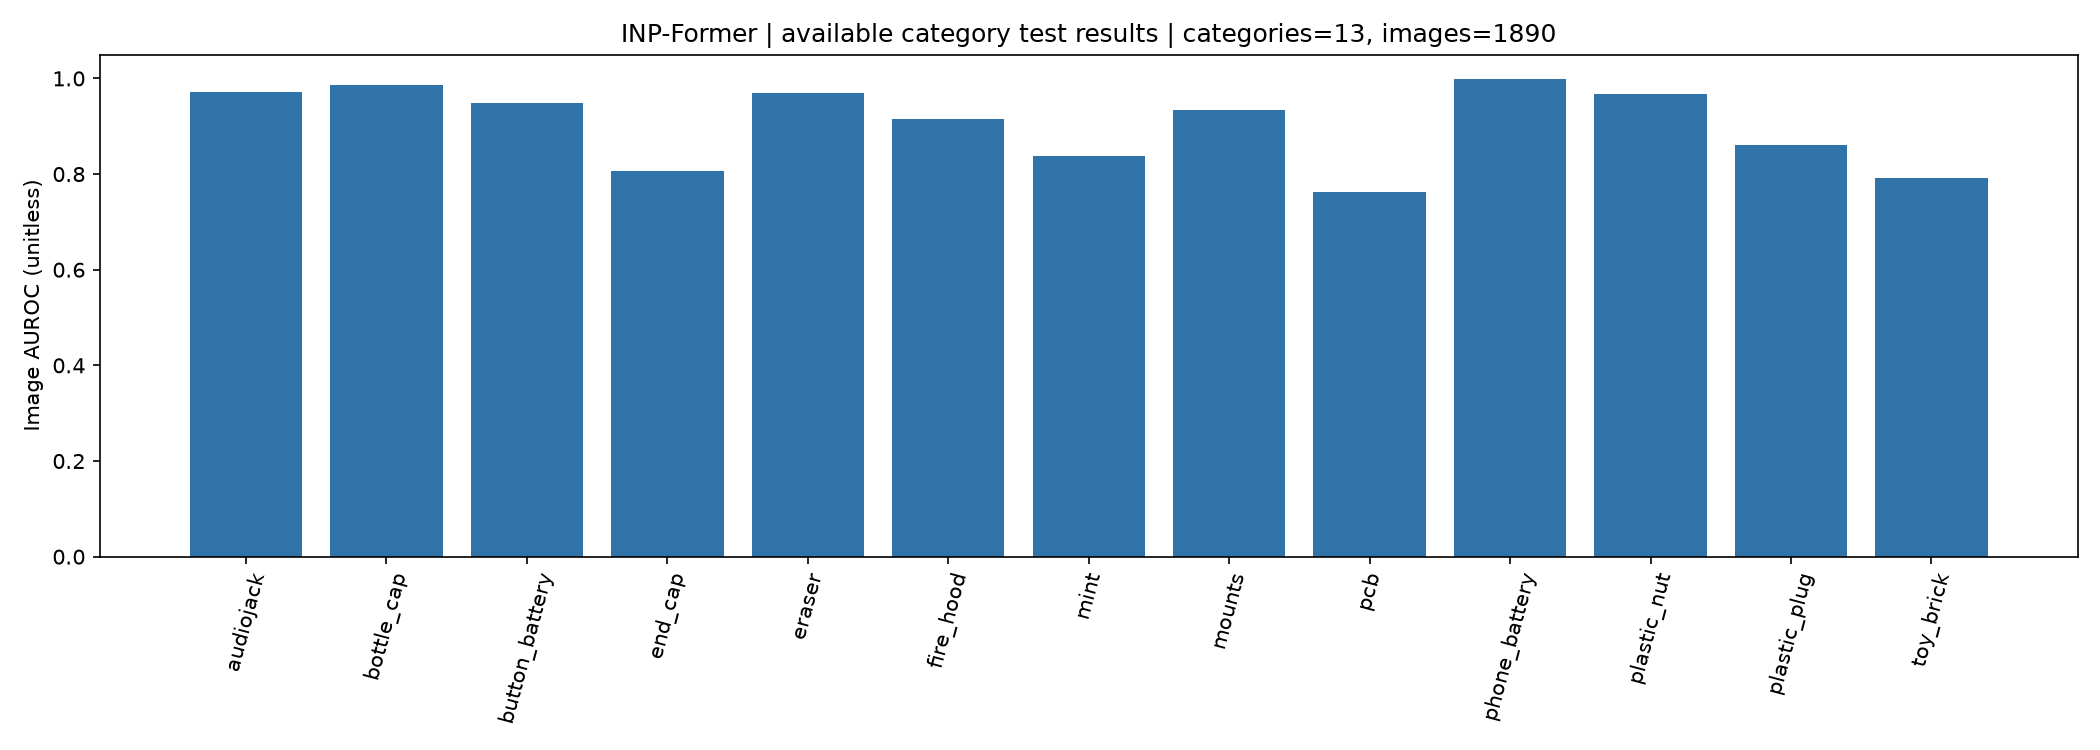 INP-Former | available category test results | categories=13, images=1890
Image AUROC (unitless)
1.0
0.8
0.6
0.4
0.2
0.0
audiojack
bottle_cap
button_battery
end_cap
eraser
fire_hood
mint
mounts
pcb
phone_battery
plastic_nut
plastic_plug
toy_brick